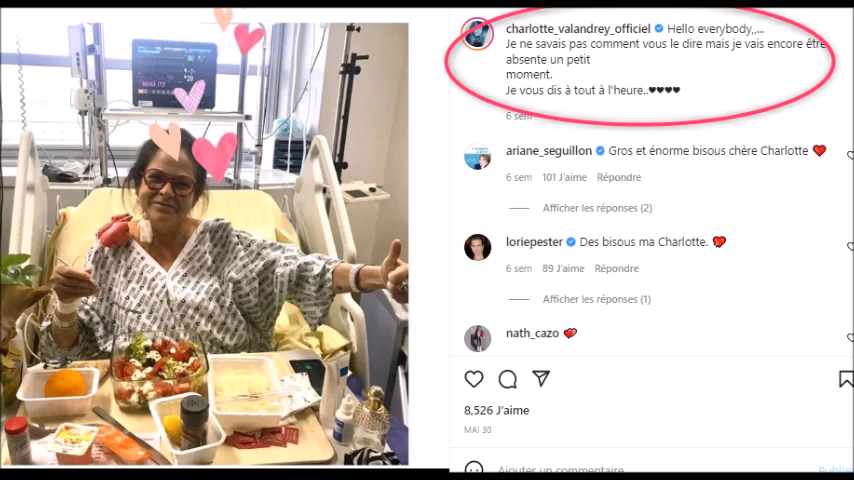 charlotte_valandrey_officiel Hello everybody,,...
Je ne savais pas comment vous le dire mais je vais encore être
absente un petit
moment.
Je vous dis à tout à l'heure..♥♥♥♥
6 sem
ariane_seguillon Gros et énorme bisous chère Charlotte ❤
6 sem 101 J'aime Répondre
Afficher les réponses (2)
loriepester Des bisous ma Charlotte. 💓
6 sem 89 J'aime Répondre
Afficher les réponses (1)
nath_cazo 💓
8,526 J'aime
MAI 30
Ajouter un commentaire
Publier